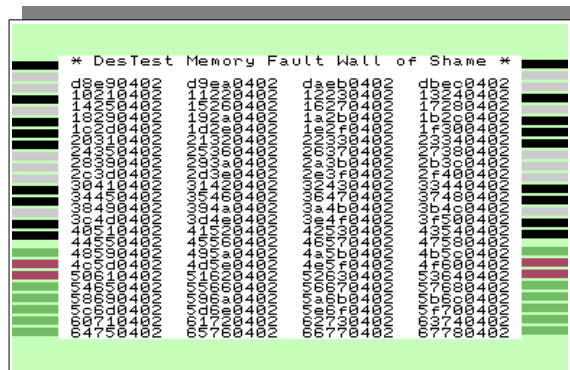 * DesTest Memory Fault Wall of Shame *
d8e90402 d9ea0402 daeb0402 dbec0402
10210402 11220402 12230402 13240402
14250402 15260402 16270402 17280402
18290402 192a0402 1a2b0402 1b2c0402
1c2d0402 1d2e0402 1e2f0402 1f300402
20310402 21320402 22330402 23340402
24350402 25360402 26370402 27380402
28390402 293a0402 2a3b0402 2b3c0402
2c3d0402 2d3e0402 2e3f0402 2f400402
30410402 31420402 32430402 33440402
34450402 35460402 36470402 37480402
38490402 394a0402 3a4b0402 3b4c0402
3c4d0402 3d4e0402 3e4f0402 3f500402
40510402 41520402 42530402 43540402
44550402 45560402 46570402 47580402
48590402 495a0402 4a5b0402 4b5c0402
4c5d0402 4d5e0402 4e5f0402 4f600402
50610402 51620402 52630402 53640402
54650402 55660402 56670402 57680402
58690402 596a0402 5a6b0402 5b6c0402
5c6d0402 5d6e0402 5e6f0402 5f700402
60710402 61720402 62730402 63740402
64750402 65760402 66770402 67780402